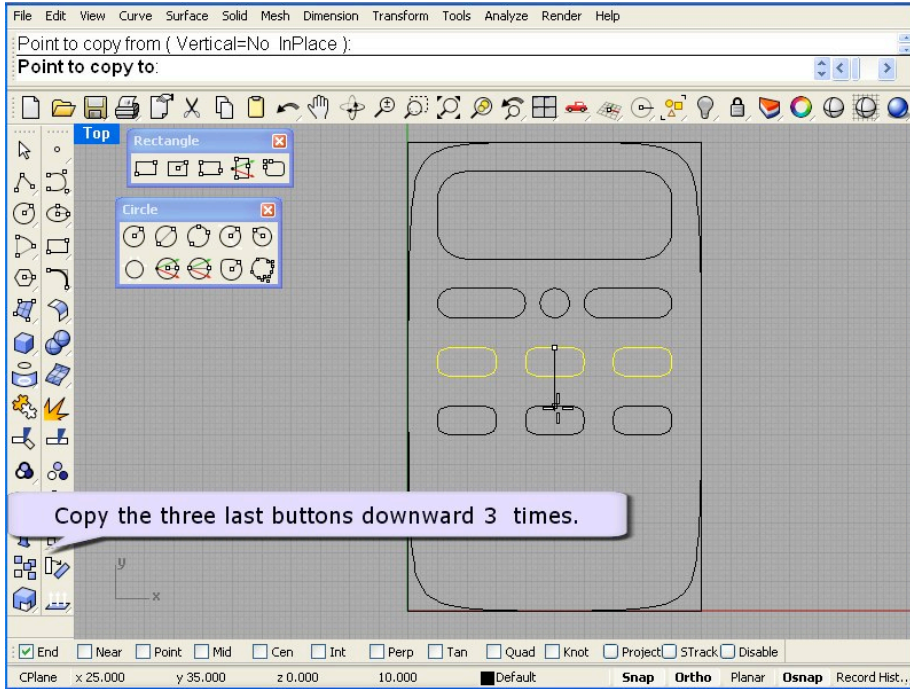 File Edit View Curve Surface Solid Mesh Dimension Transform Tools Analyze Render Help
Point to copy from ( Vertical=No InPlace ):
Point to copy to:
Top
Rectangle
Circle
Copy the three last buttons downward 3 times.
y
x
End Near Point Mid Cen Int Perp Tan Quad Knot Project STrack Disable
CPlane x 25.000 y 35.000 z 0.000 10.000 Default Snap Ortho Planar Osnap Record Hist...